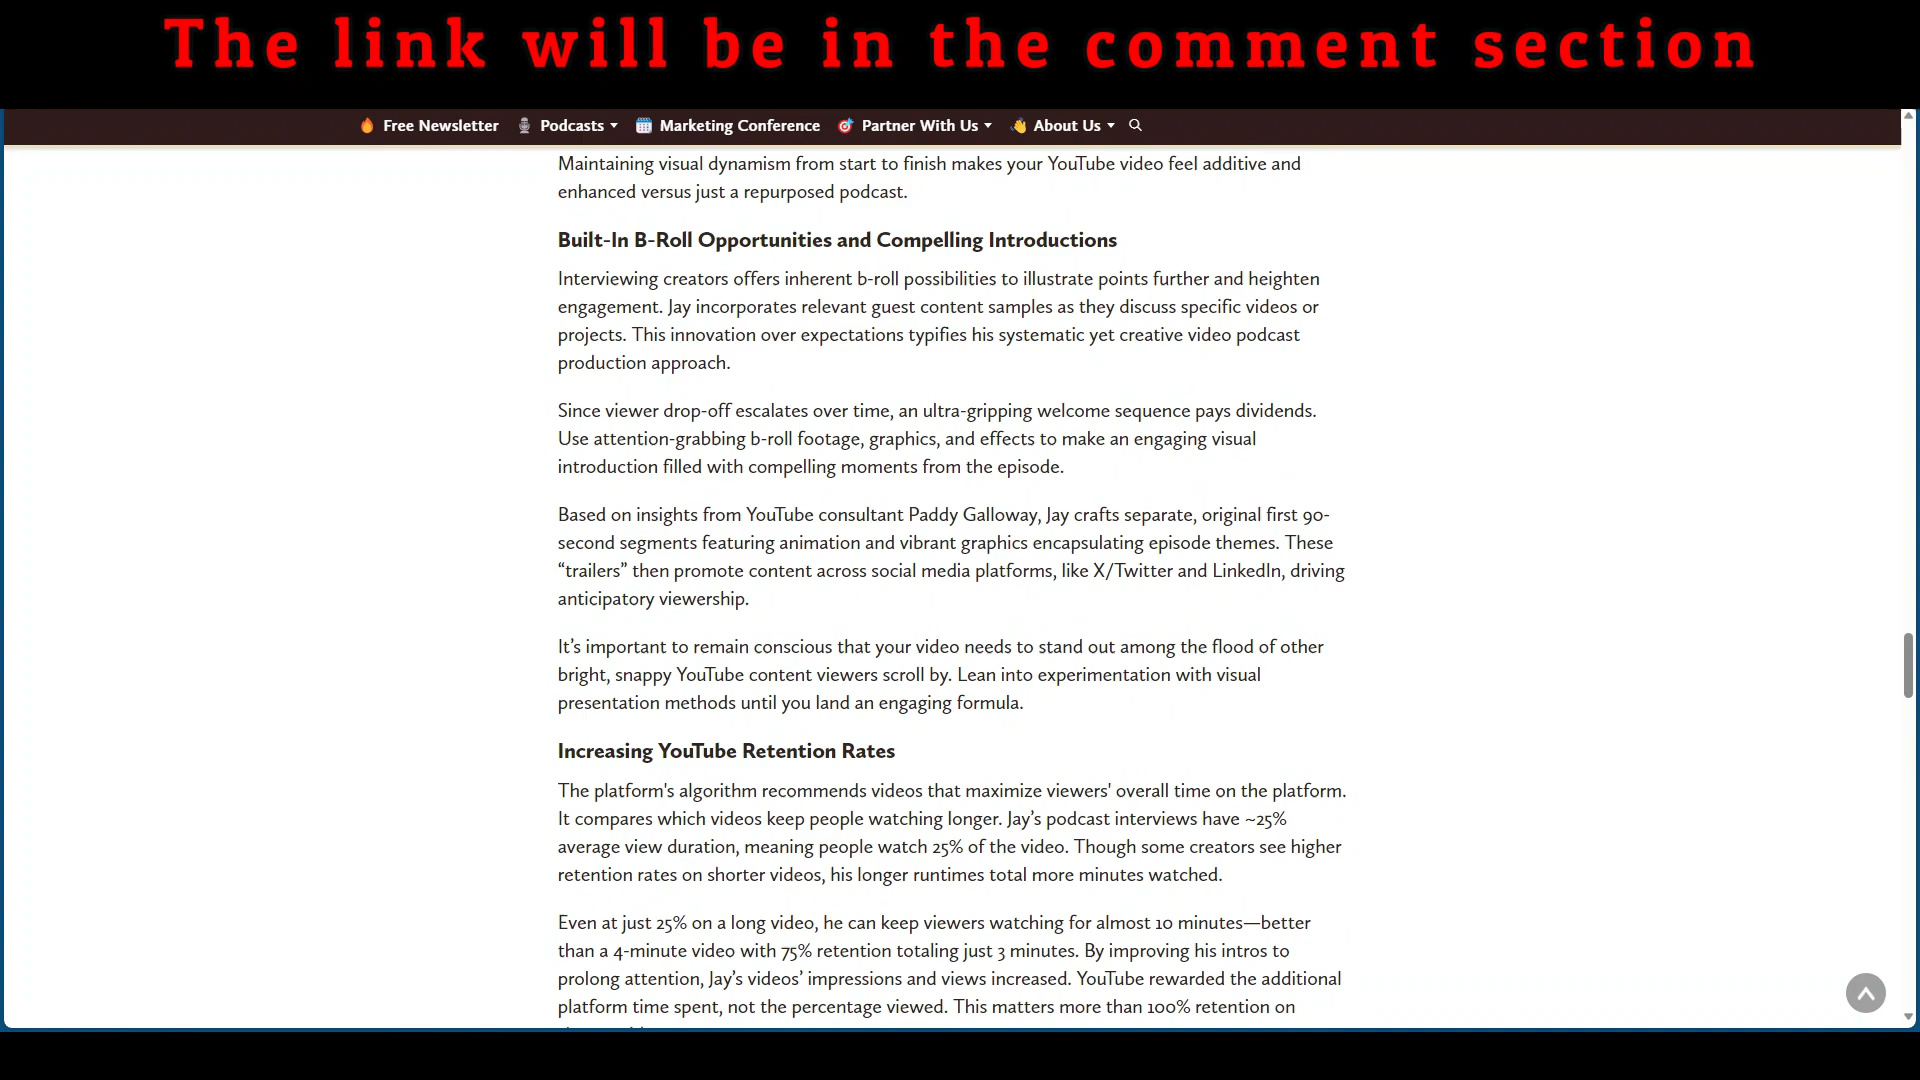 The link will be in the comment section
Free Newsletter Podcasts Marketing Conference Partner With Us About Us
Maintaining visual dynamism from start to finish makes your YouTube video feel additive and
enhanced versus just a repurposed podcast.
Built-In B-Roll Opportunities and Compelling Introductions
Interviewing creators offers inherent b-roll possibilities to illustrate points further and heighten
engagement. Jay incorporates relevant guest content samples as they discuss specific videos or
projects. This innovation over expectations typifies his systematic yet creative video podcast
production approach.
Since viewer drop-off escalates over time, an ultra-gripping welcome sequence pays dividends.
Use attention-grabbing b-roll footage, graphics, and effects to make an engaging visual
introduction filled with compelling moments from the episode.
Based on insights from YouTube consultant Paddy Galloway, Jay crafts separate, original first 90-
second segments featuring animation and vibrant graphics encapsulating episode themes. These
“trailers” then promote content across social media platforms, like X/Twitter and LinkedIn, driving
anticipatory viewership.
It’s important to remain conscious that your video needs to stand out among the flood of other
bright, snappy YouTube content viewers scroll by. Lean into experimentation with visual
presentation methods until you land an engaging formula.
Increasing YouTube Retention Rates
The platform's algorithm recommends videos that maximize viewers' overall time on the platform.
It compares which videos keep people watching longer. Jay’s podcast interviews have ~25%
average view duration, meaning people watch 25% of the video. Though some creators see higher
retention rates on shorter videos, his longer runtimes total more minutes watched.
Even at just 25% on a long video, he can keep viewers watching for almost 10 minutes—better
than a 4-minute video with 75% retention totaling just 3 minutes. By improving his intros to
prolong attention, Jay’s videos’ impressions and views increased. YouTube rewarded the additional
platform time spent, not the percentage viewed. This matters more than 100% retention on